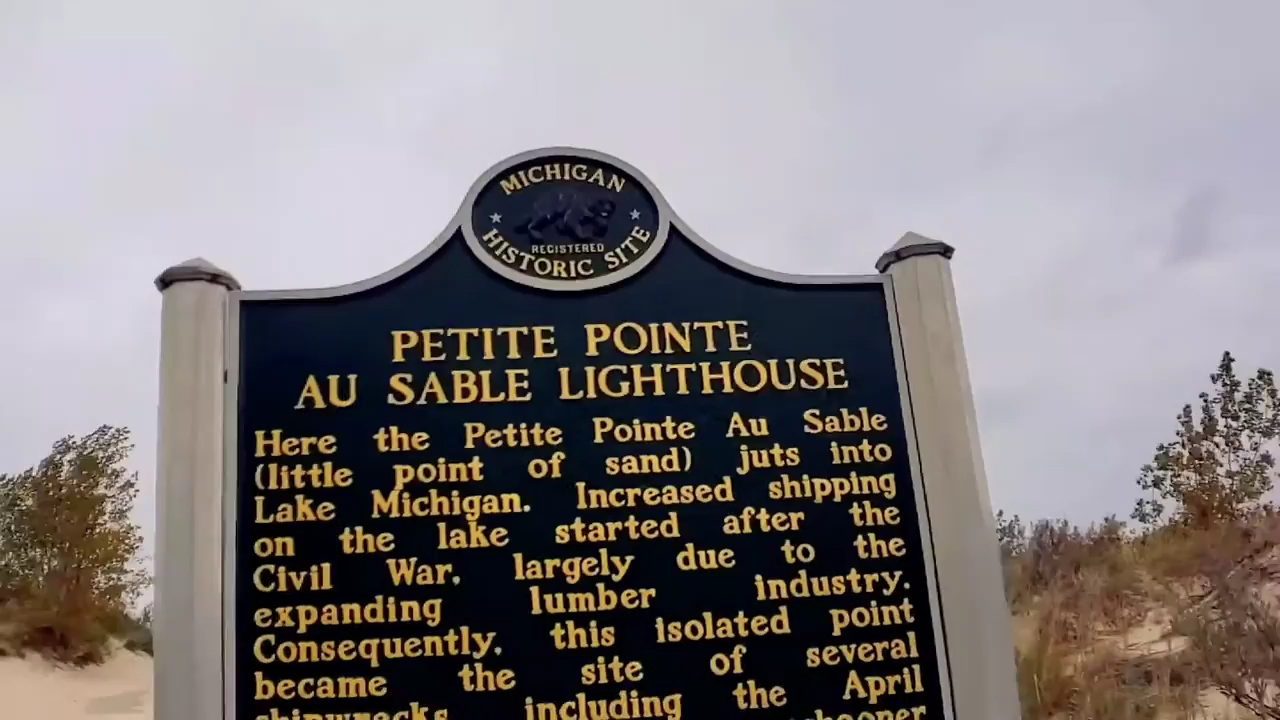 MICHIGAN
REGISTERED
HISTORIC SITE
PETITE POINTE
AU SABLE LIGHTHOUSE
Here the Petite Pointe Au Sable
(little point of sand) juts into
Lake Michigan. Increased shipping
on the lake started after the
Civil War, largely due to the
expanding lumber industry.
Consequently, this isolated point
became the site of several
shipwrecks, including the April
schooner